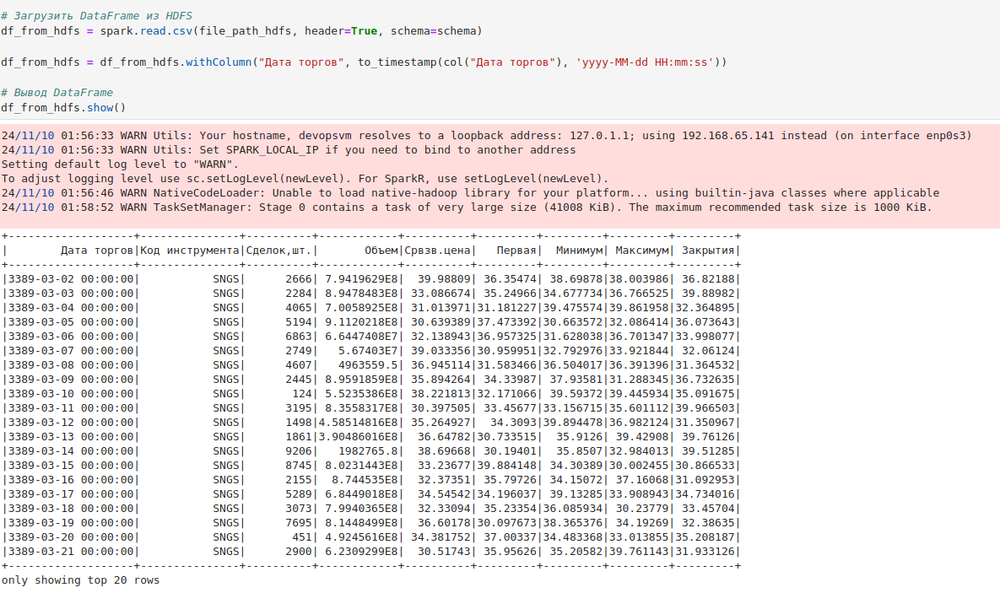 # Загрузить DataFrame из HDFS
df_from_hdfs = spark.read.csv(file_path_hdfs, header=True, schema=schema)
df_from_hdfs = df_from_hdfs.withColumn("Дата торгов", to_timestamp(col("Дата торгов"), 'yyyy-MM-dd HH:mm:ss'))
# Вывод DataFrame
df_from_hdfs.show()
24/11/10 01:56:33 WARN Utils: Your hostname, devopsvm resolves to a loopback address: 127.0.1.1; using 192.168.65.141 instead (on interface enp0s3)
24/11/10 01:56:33 WARN Utils: Set SPARK_LOCAL_IP if you need to bind to another address
Setting default log level to "WARN".
To adjust logging level use sc.setLogLevel(newLevel). For SparkR, use setLogLevel(newLevel).
24/11/10 01:56:46 WARN NativeCodeLoader: Unable to load native-hadoop library for your platform... using builtin-java classes where applicable
24/11/10 01:58:52 WARN TaskSetManager: Stage 0 contains a task of very large size (41008 KiB). The maximum recommended task size is 1000 KiB.
+-------------------+---------------+----------+------------+----------+---------+---------+---------+---------+
|        Дата торгов|Код инструмента|Сделок,шт.|       Объем|Срвзв.цена|   Первая|  Минимум| Максимум| Закрытия|
+-------------------+---------------+----------+------------+----------+---------+---------+---------+---------+
|3389-03-02 00:00:00|           SNGS|      2666| 7.9419629E8|  39.98809| 36.35474| 38.69878|38.003986| 36.82188|
|3389-03-03 00:00:00|           SNGS|      2284| 8.9478483E8| 33.086674| 35.24966|34.677734|36.766525| 39.88982|
|3389-03-04 00:00:00|           SNGS|      4065| 7.0058925E8| 31.013971|31.181227|39.475574|39.861958|32.364895|
|3389-03-05 00:00:00|           SNGS|      5194| 9.1120218E8| 30.639389|37.473392|30.663572|32.086414|36.073643|
|3389-03-06 00:00:00|           SNGS|      6863| 6.6447408E7| 32.138943|36.957325|31.628038|36.701347|33.998077|
|3389-03-07 00:00:00|           SNGS|      2749|   5.67403E7| 39.033356|30.959951|32.792976|33.921844| 32.06124|
|3389-03-08 00:00:00|           SNGS|      4607|   4963559.5| 36.945114|31.583466|36.504017|36.391396|31.364532|
|3389-03-09 00:00:00|           SNGS|      2445| 8.9591859E8| 35.894264| 34.33987| 37.93581|31.288345|36.732635|
|3389-03-10 00:00:00|           SNGS|       124| 5.5235386E8| 38.221813|32.171066| 39.59372|39.445934|35.091675|
|3389-03-11 00:00:00|           SNGS|      3195| 8.3558317E8| 30.397505| 33.45677|33.156715|35.601112|39.966503|
|3389-03-12 00:00:00|           SNGS|      1498|4.58514816E8| 35.264927|  34.3093|39.894478|36.982124|31.350967|
|3389-03-13 00:00:00|           SNGS|      1861|3.90486016E8|  36.64782|30.733515|  35.9126| 39.42908| 39.76126|
|3389-03-14 00:00:00|           SNGS|      9206|   1982765.8|  38.69668| 30.19401|  35.8507|32.984013| 39.51285|
|3389-03-15 00:00:00|           SNGS|      8745| 8.0231443E8|  33.23677|39.884148| 34.30389|30.002455|30.866533|
|3389-03-16 00:00:00|           SNGS|      2155|  8.744535E8|  32.37351| 35.79726| 34.15072| 37.16068|31.092953|
|3389-03-17 00:00:00|           SNGS|      5289| 6.8449018E8|  34.54542|34.196037| 39.13285|33.908943|34.734016|
|3389-03-18 00:00:00|           SNGS|      3073| 7.9940365E8|  32.33094| 35.23354|36.085934| 30.23779| 33.45704|
|3389-03-19 00:00:00|           SNGS|      7695| 8.1448499E8|  36.60178|30.097673|38.365376| 34.19269| 32.38635|
|3389-03-20 00:00:00|           SNGS|       451| 4.9245616E8| 34.381752| 37.00337|34.483368|33.013855|35.208187|
|3389-03-21 00:00:00|           SNGS|      2900| 6.2309299E8|  30.51743| 35.95626| 35.20582|39.761143|31.933126|
+-------------------+---------------+----------+------------+----------+---------+---------+---------+---------+
only showing top 20 rows